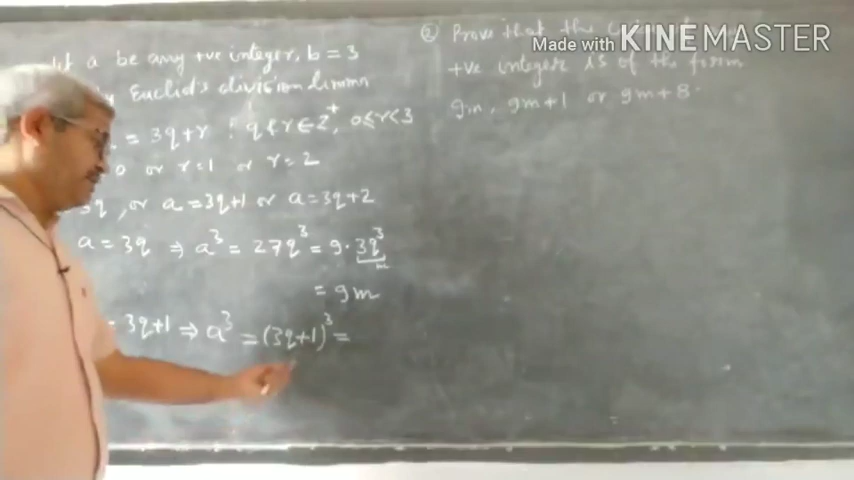 a be any +ve integer, b = 3
Euclid's division lemma
= 3q+r : q & r ∈ Z⁺, 0≤r<3
0 or r=1 or r=2
q, or a=3q+1 or a=3q+2
a=3q ⇒ a³ = 27q³ = 9·3q³
m
= 9m
= 3q+1 ⇒ a³ = (3q+1)³ =
② Prove that the
+ve integer is of the form
9m, 9m+1 or 9m+8.
Made with KINEMASTER